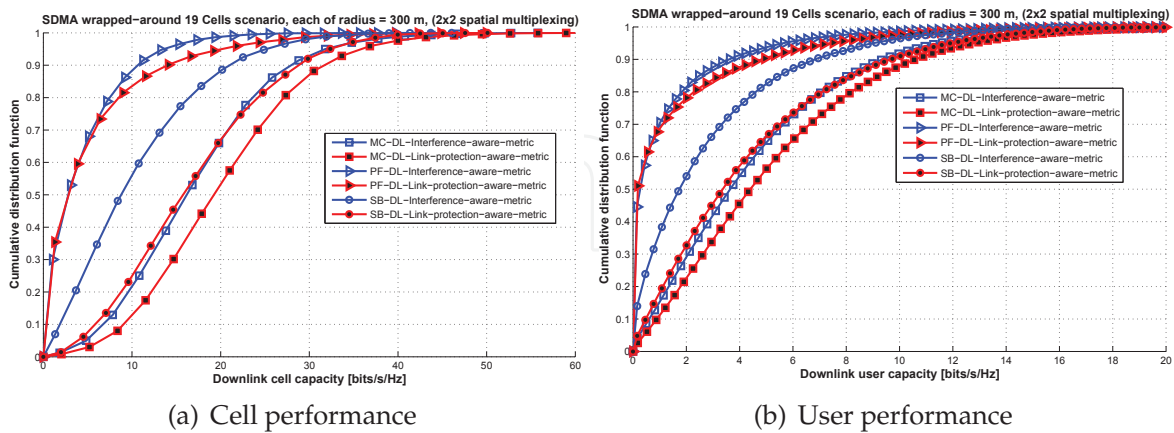 SDMA wrapped-around 19 Cells scenario, each of radius = 300 m, (2x2 spatial multiplexing)
1
0.9
0.8
0.7
0.6
0.5
0.4
0.3
0.2
0.1
0
Cumulative distribution function
MC-DL-Interference-aware-metric
MC-DL-Link-protection-aware-metric
PF-DL-Interference-aware-metric
PF-DL-Link-protection-aware-metric
SB-DL-Interference-aware-metric
SB-DL-Link-protection-aware-metric
0 10 20 30 40 50 60
Downlink cell capacity [bits/s/Hz]
(a) Cell performance
SDMA wrapped-around 19 Cells scenario, each of radius = 300 m, (2x2 spatial multiplexing)
1
0.9
0.8
0.7
0.6
0.5
0.4
0.3
0.2
0.1
0
Cumulative distribution function
MC-DL-Interference-aware-metric
MC-DL-Link-protection-aware-metric
PF-DL-Interference-aware-metric
PF-DL-Link-protection-aware-metric
SB-DL-Interference-aware-metric
SB-DL-Link-protection-aware-metric
0 2 4 6 8 10 12 14 16 18 20
Downlink user capacity [bits/s/Hz]
(b) User performance